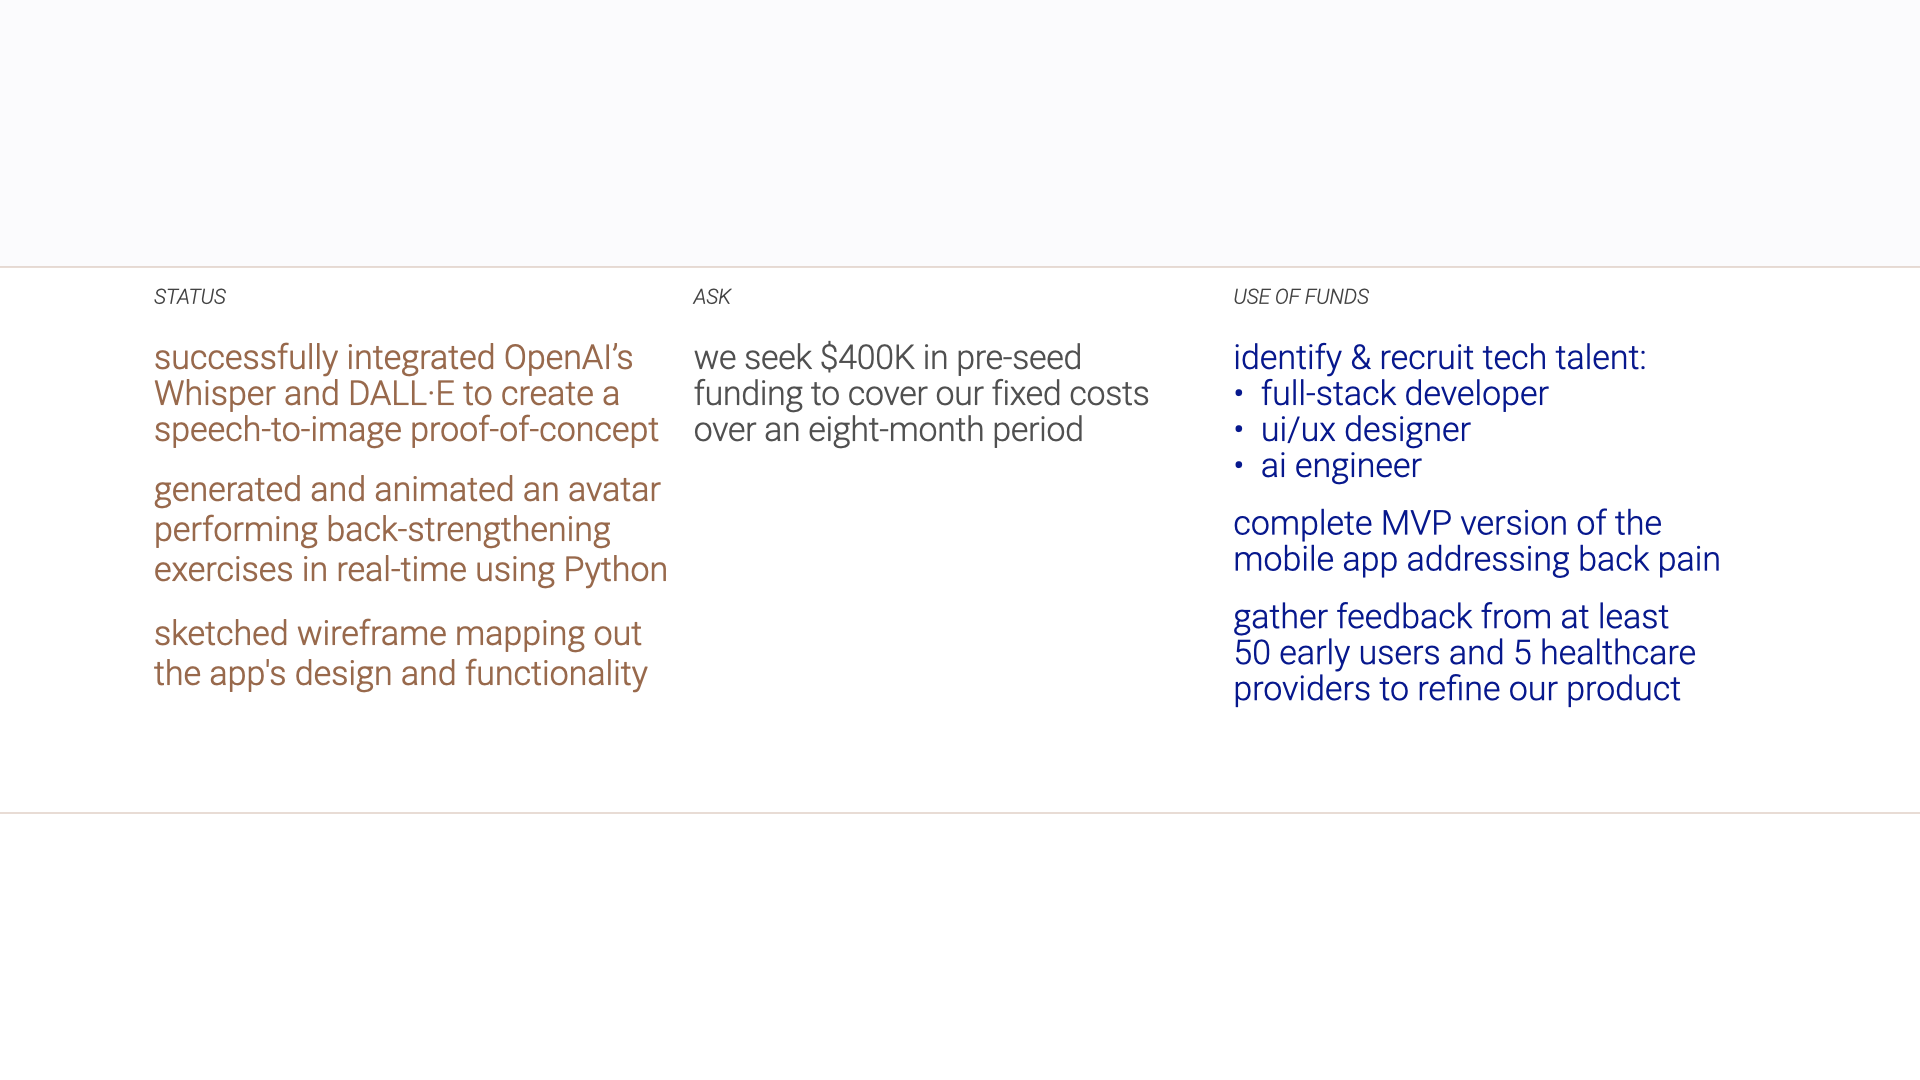 STATUS
successfully integrated OpenAI’s
Whisper and DALL·E to create a
speech-to-image proof-of-concept
generated and animated an avatar
performing back-strengthening
exercises in real-time using Python
sketched wireframe mapping out
the app's design and functionality
ASK
we seek $400K in pre-seed
funding to cover our fixed costs
over an eight-month period
USE OF FUNDS
identify & recruit tech talent:
• full-stack developer
• ui/ux designer
• ai engineer
complete MVP version of the
mobile app addressing back pain
gather feedback from at least
50 early users and 5 healthcare
providers to refine our product